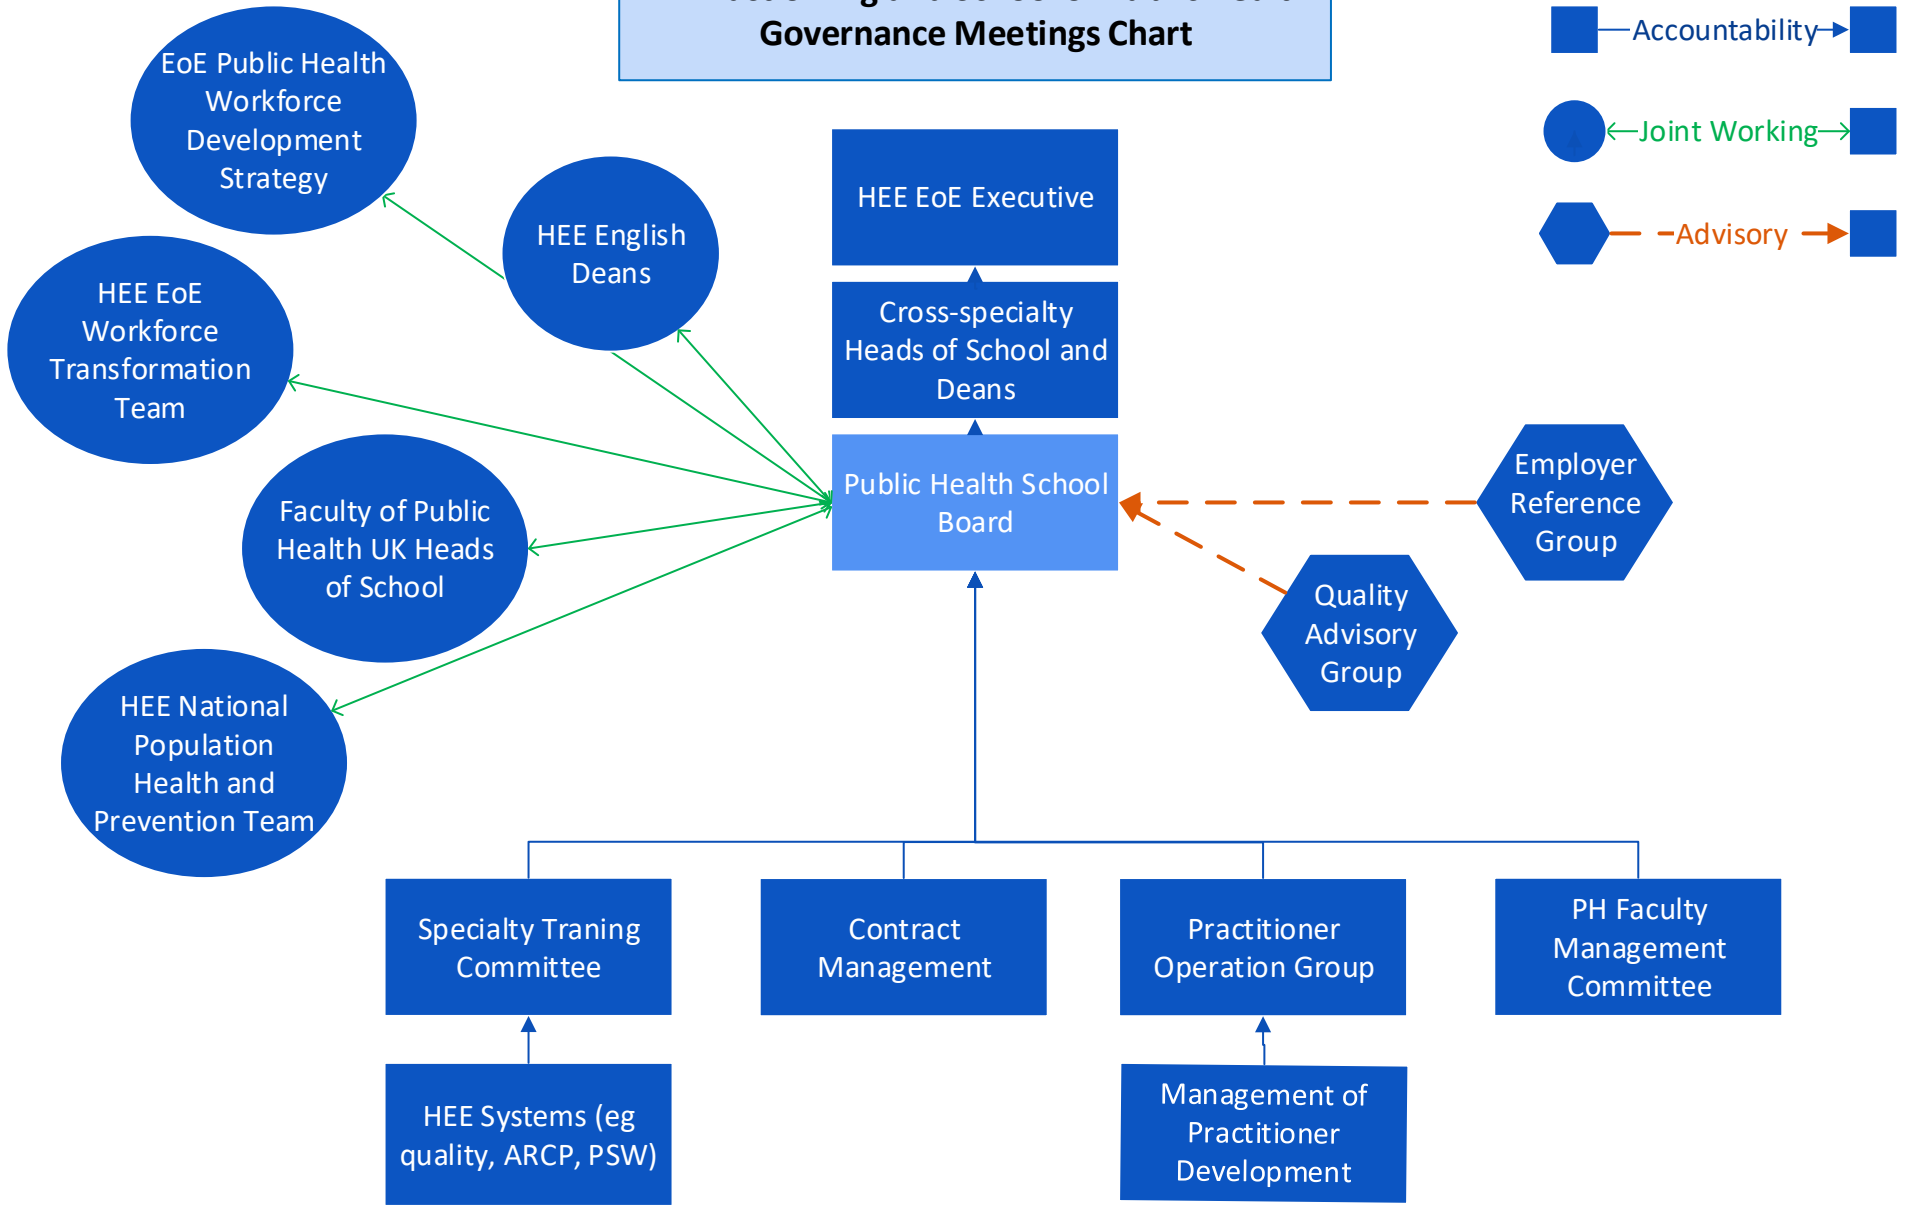 Governance Meetings Chart
Accountability
Joint Working
Advisory
EoE Public Health
Workforce
Development
Strategy
HEE English
Deans
HEE EoE Executive
HEE EoE
Workforce
Transformation
Team
Cross-specialty
Heads of School and
Deans
Public Health School
Board
Employer
Reference
Group
Faculty of Public
Health UK Heads
of School
Quality
Advisory
Group
HEE National
Population
Health and
Prevention Team
Specialty Traning
Committee
Contract
Management
Practitioner
Operation Group
PH Faculty
Management
Committee
HEE Systems (eg
quality, ARCP, PSW)
Management of
Practitioner
Development